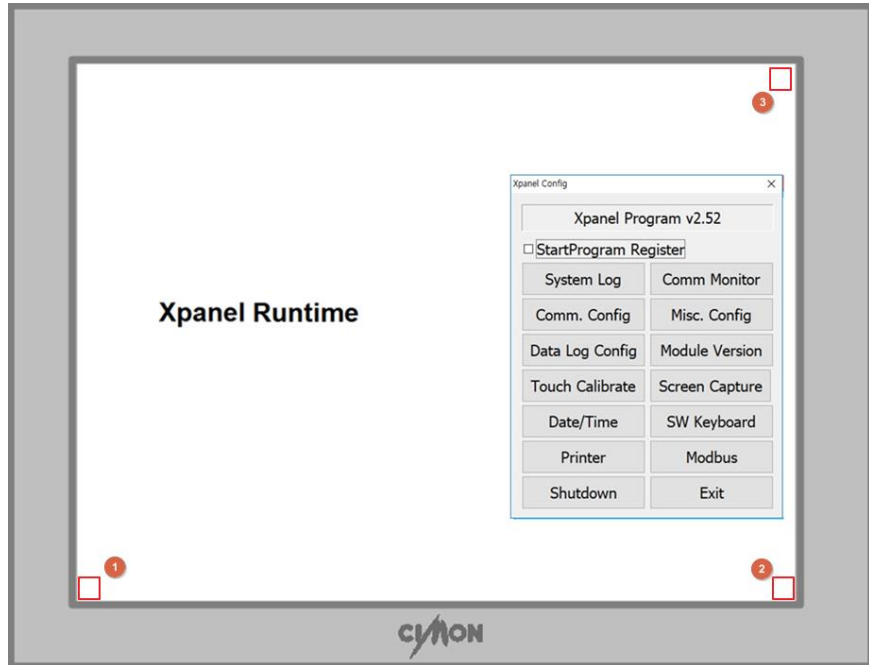 3
Xpanel Config
Xpanel Program v2.52
StartProgram Register
System Log
Comm Monitor
Comm. Config
Misc. Config
Xpanel Runtime
Data Log Config
Module Version
Touch Calibrate
Screen Capture
Date/Time
SW Keyboard
Printer
Modbus
Shutdown
Exit
1
2
CIMON